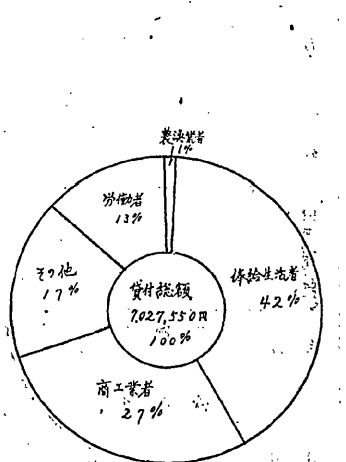 農漁業者
1%
俸給生活者
42%
商工業者
27%
その他
17%
労働者
13%
貸付総額
7,027,550円
100%